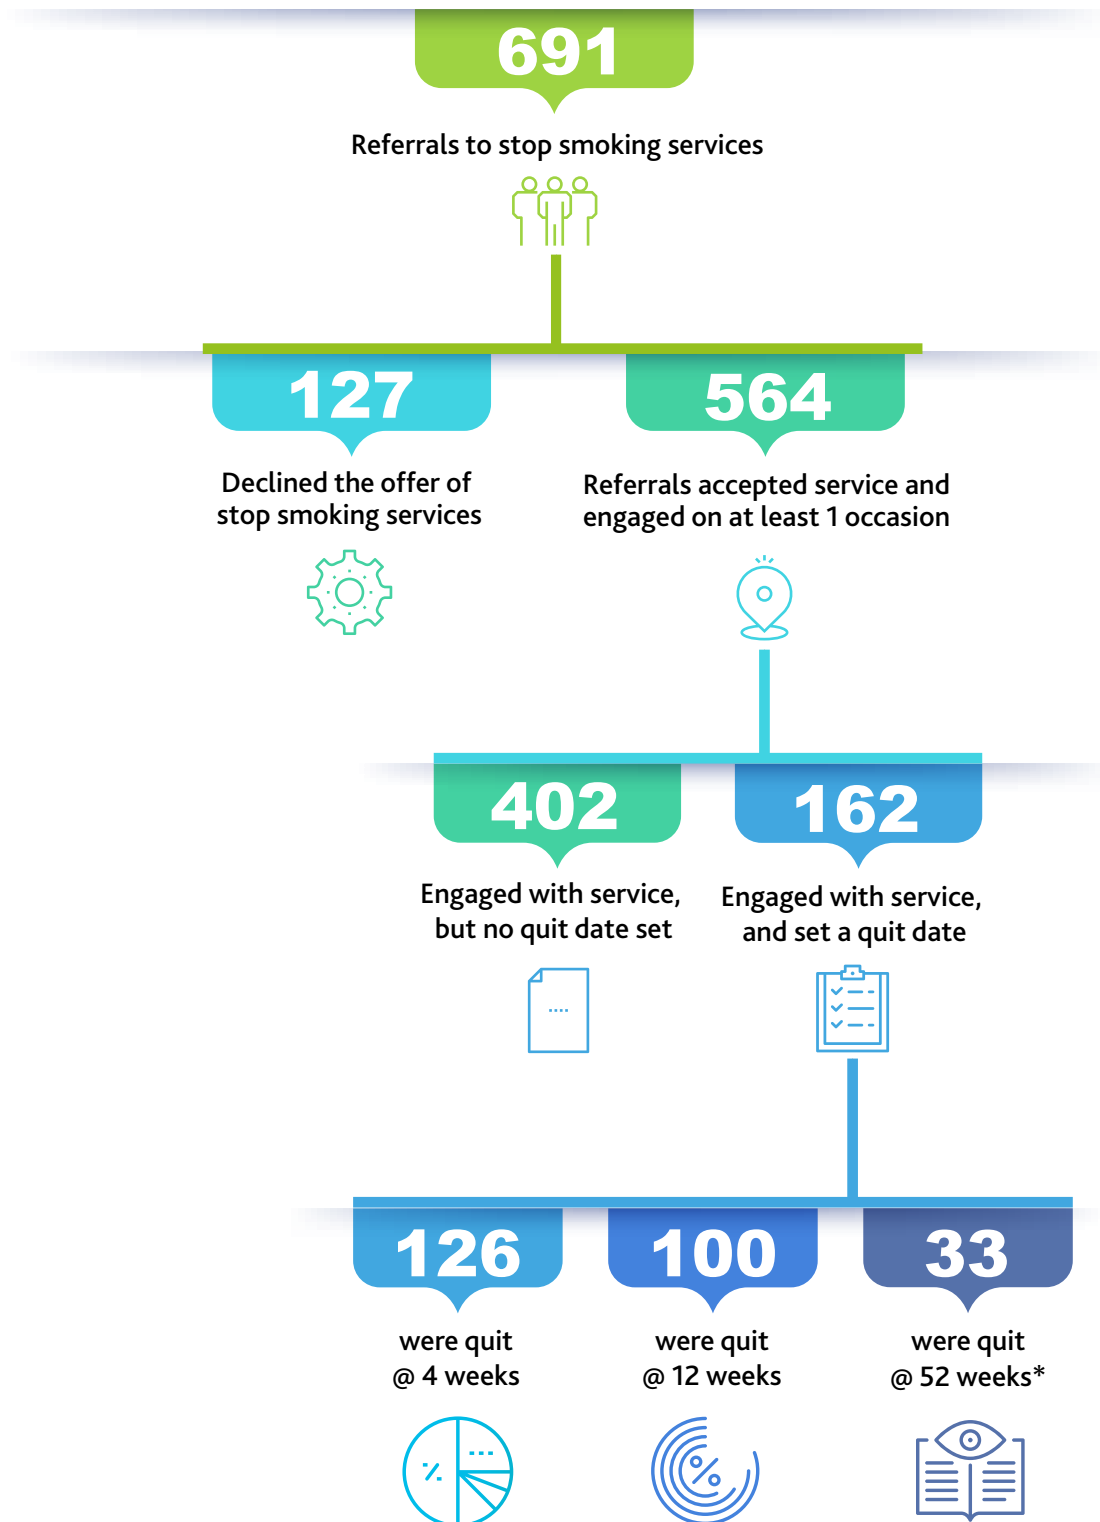 691
Referrals to stop smoking services
127
Declined the offer of
stop smoking services
564
Referrals accepted service and
engaged on at least 1 occasion
402
Engaged with service,
but no quit date set
162
Engaged with service,
and set a quit date
126
were quit
@ 4 weeks
100
were quit
@ 12 weeks
33
were quit
@ 52 weeks*
%
%